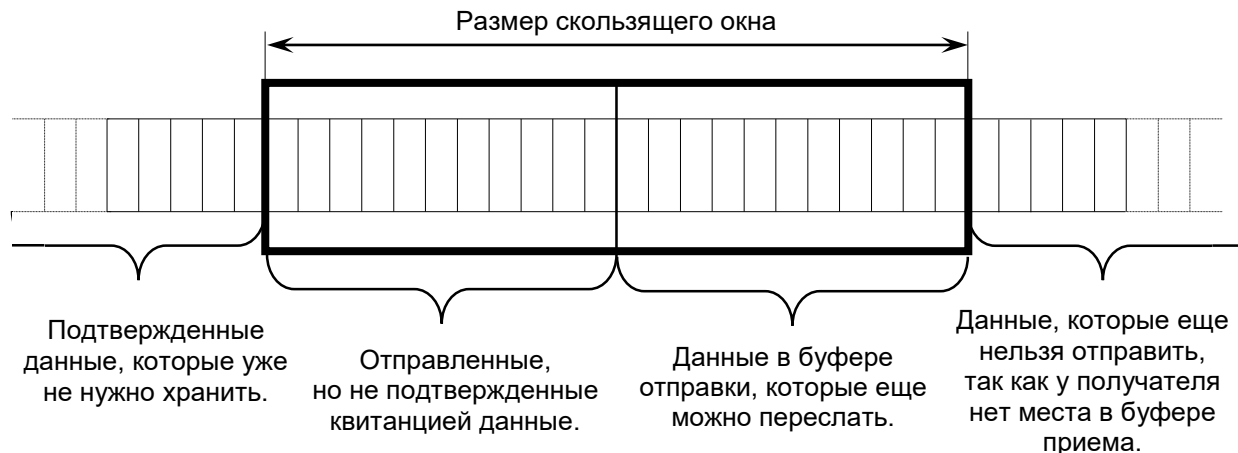 Размер скользящего окна
Подтвержденные
данные, которые уже
не нужно хранить.
Отправленные,
но не подтвержденные
квитанцией данные.
Данные в буфере
отправки, которые еще
можно переслать.
Данные, которые еще
нельзя отправить,
так как у получателя
нет места в буфере
приема.